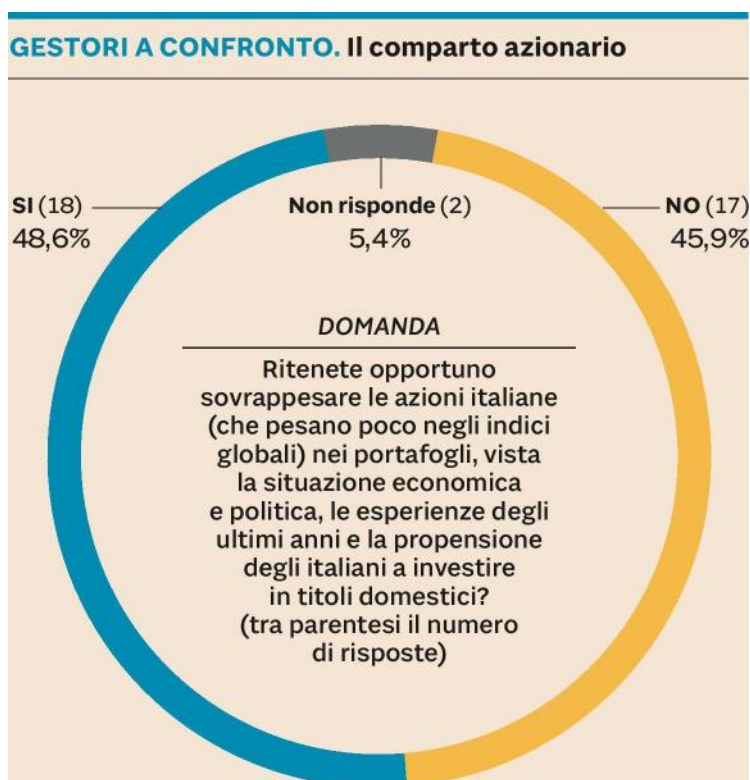 GESTORI A CONFRONTO. Il comparto azionario
SI (18)
48,6%
Non risponde (2)
5,4%
NO (17)
45,9%
DOMANDA
Ritenete opportuno
sovrappesare le azioni italiane
(che pesano poco negli indici
globali) nei portafogli, vista
la situazione economica
e politica, le esperienze degli
ultimi anni e la propensione
degli italiani a investire
in titoli domestici?
(tra parentesi il numero
di risposte)